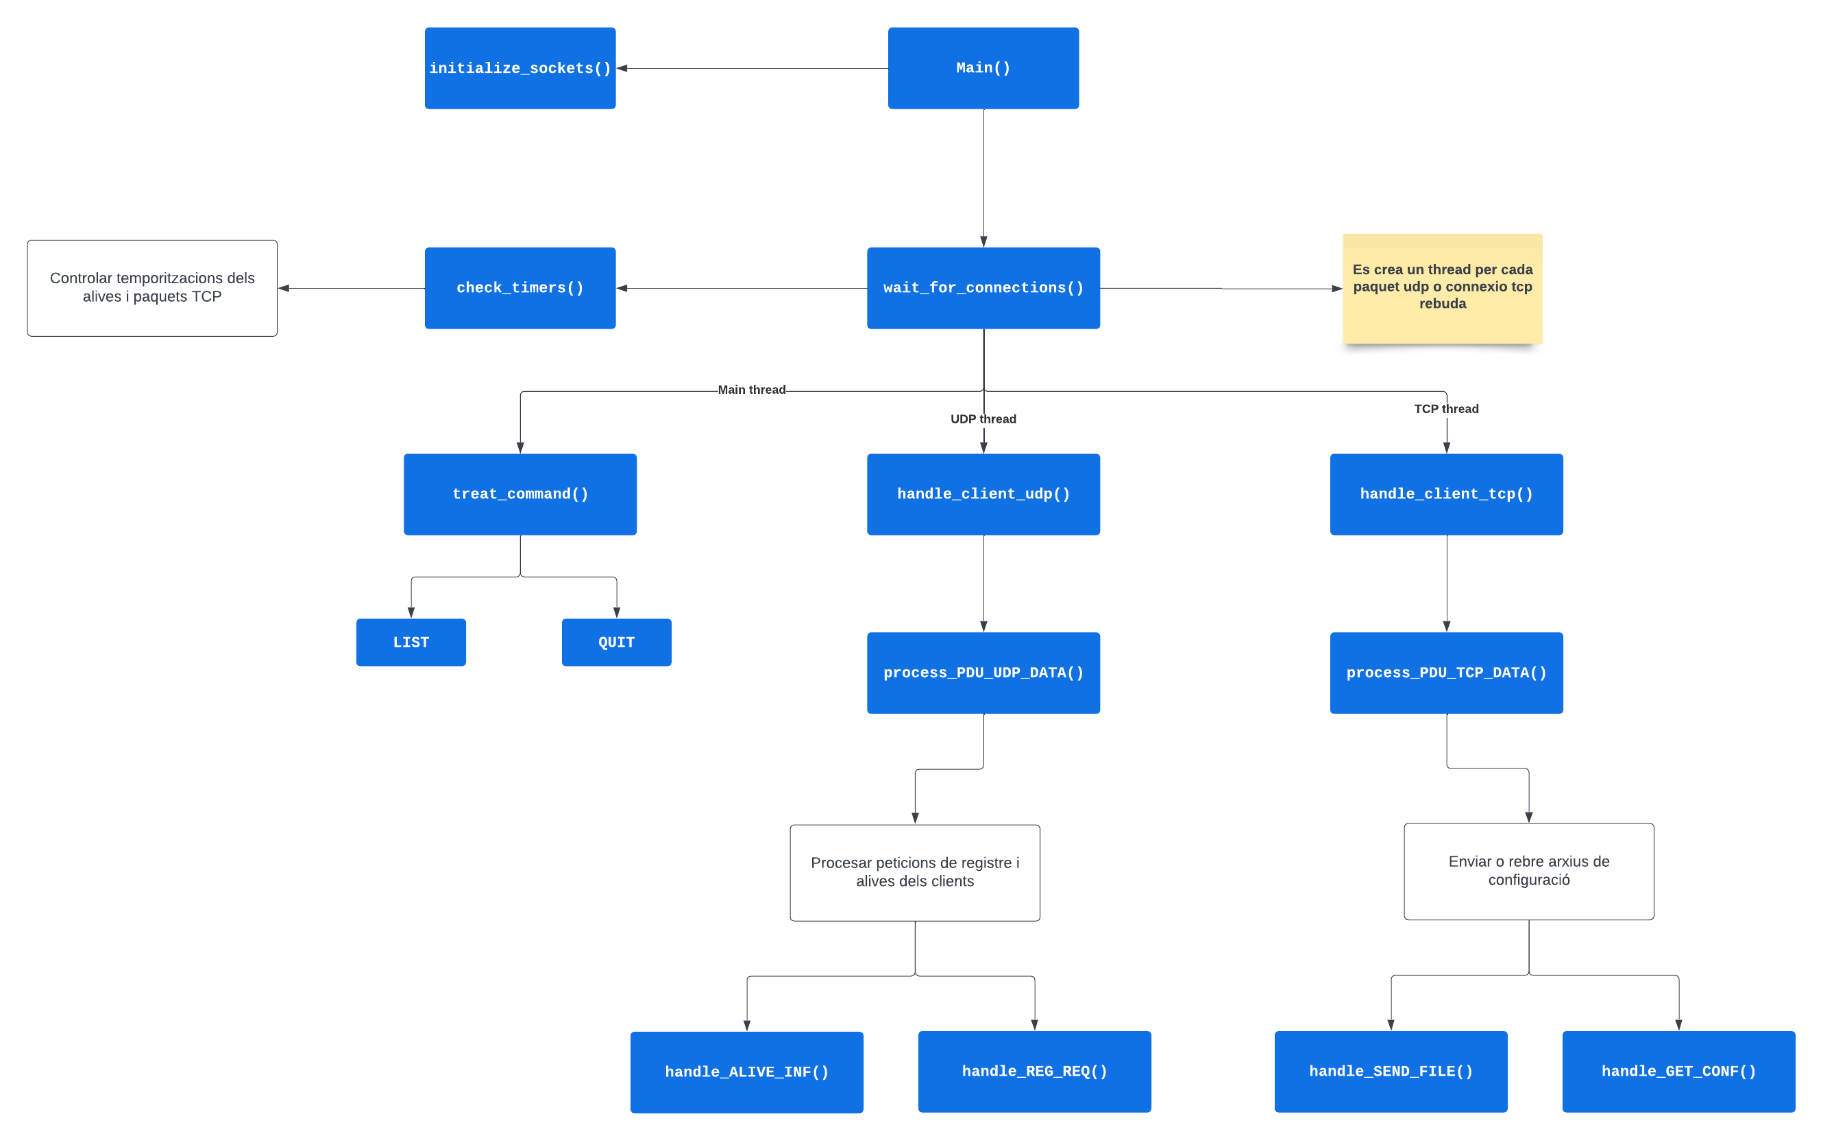 initialize_sockets()
Main()
Controlar temporitzacions dels
alives i paquets TCP
check_timers()
wait_for_connections()
Es crea un thread per cada
paquet udp o connexio tcp
rebuda
Main thread
UDP thread
TCP thread
treat_command()
handle_client_udp()
handle_client_tcp()
LIST
QUIT
process_PDU_UDP_DATA()
process_PDU_TCP_DATA()
Procesar peticions de registre i
alives dels clients
Enviar o rebre arxius de
configuració
handle_ALIVE_INF()
handle_REG_REQ()
handle_SEND_FILE()
handle_GET_CONF()